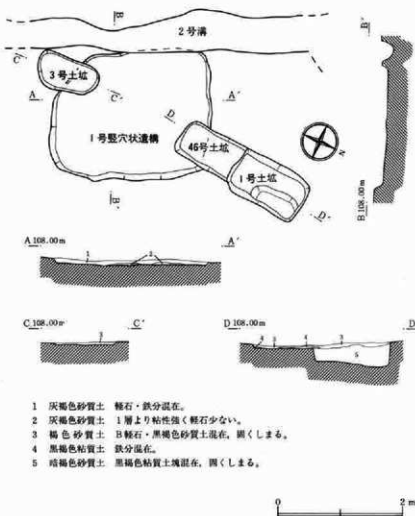 B
2号溝
C
3号土坑
C'
A
A'
D
1号竪穴状遺構
46号土坑
1号土坑
N
B'
D'
B'
B 108.00m
A 108.00m
A'
1
2
C 108.00m
C'
3
D 108.00m
D'
4
3
4
3
5
1 灰褐色砂質土 軽石・鉄分混在。
2 灰褐色砂質土 1層より粘性強く軽石少ない。
3 褐色砂質土 B軽石・黒褐色砂質土混在、固くしまる。
4 黒褐色粘質土 鉄分混在。
5 暗褐色砂質土 黒褐色粘質土塊混在、固くしまる。
0
2m